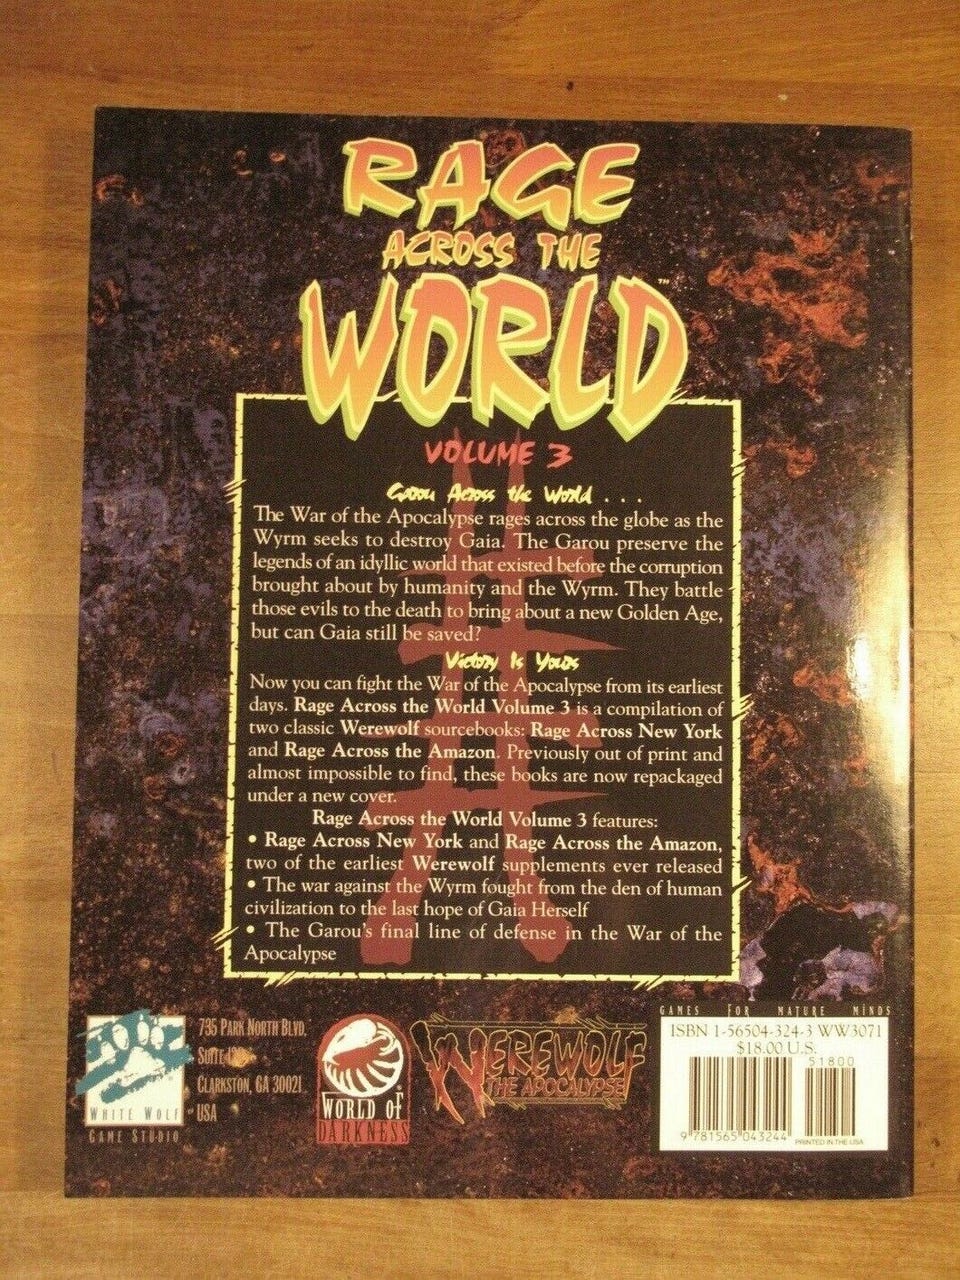 RAGE
ACROSS THE
WORLD™
VOLUME 3
Garou Across the World . . .
The War of the Apocalypse rages across the globe as the
Wyrm seeks to destroy Gaia. The Garou preserve the
legends of an idyllic world that existed before the corruption
brought about by humanity and the Wyrm. They battle
those evils to the death to bring about a new Golden Age,
but can Gaia still be saved?
Victory Is Yours
Now you can fight the War of the Apocalypse from its earliest
days. Rage Across the World Volume 3 is a compilation of
two classic Werewolf sourcebooks: Rage Across New York
and Rage Across the Amazon. Previously out of print and
almost impossible to find, these books are now repackaged
under a new cover.
Rage Across the World Volume 3 features:
• Rage Across New York and Rage Across the Amazon,
two of the earliest Werewolf supplements ever released
• The war against the Wyrm fought from the den of human
civilization to the last hope of Gaia Herself
• The Garou's final line of defense in the War of the
Apocalypse
WHITE WOLF
GAME STUDIO
735 PARK NORTH BLVD.
SUITE
CLARKSTON, GA 30021
USA
WORLD OF
DARKNESS
WEREWOLF
THE APOCALYPSE
GAMES FOR MATURE MINDS
ISBN 1-56504-324-3 WW3071
$18.00 U.S.
51800
9 781565 043244
PRINTED IN THE USA